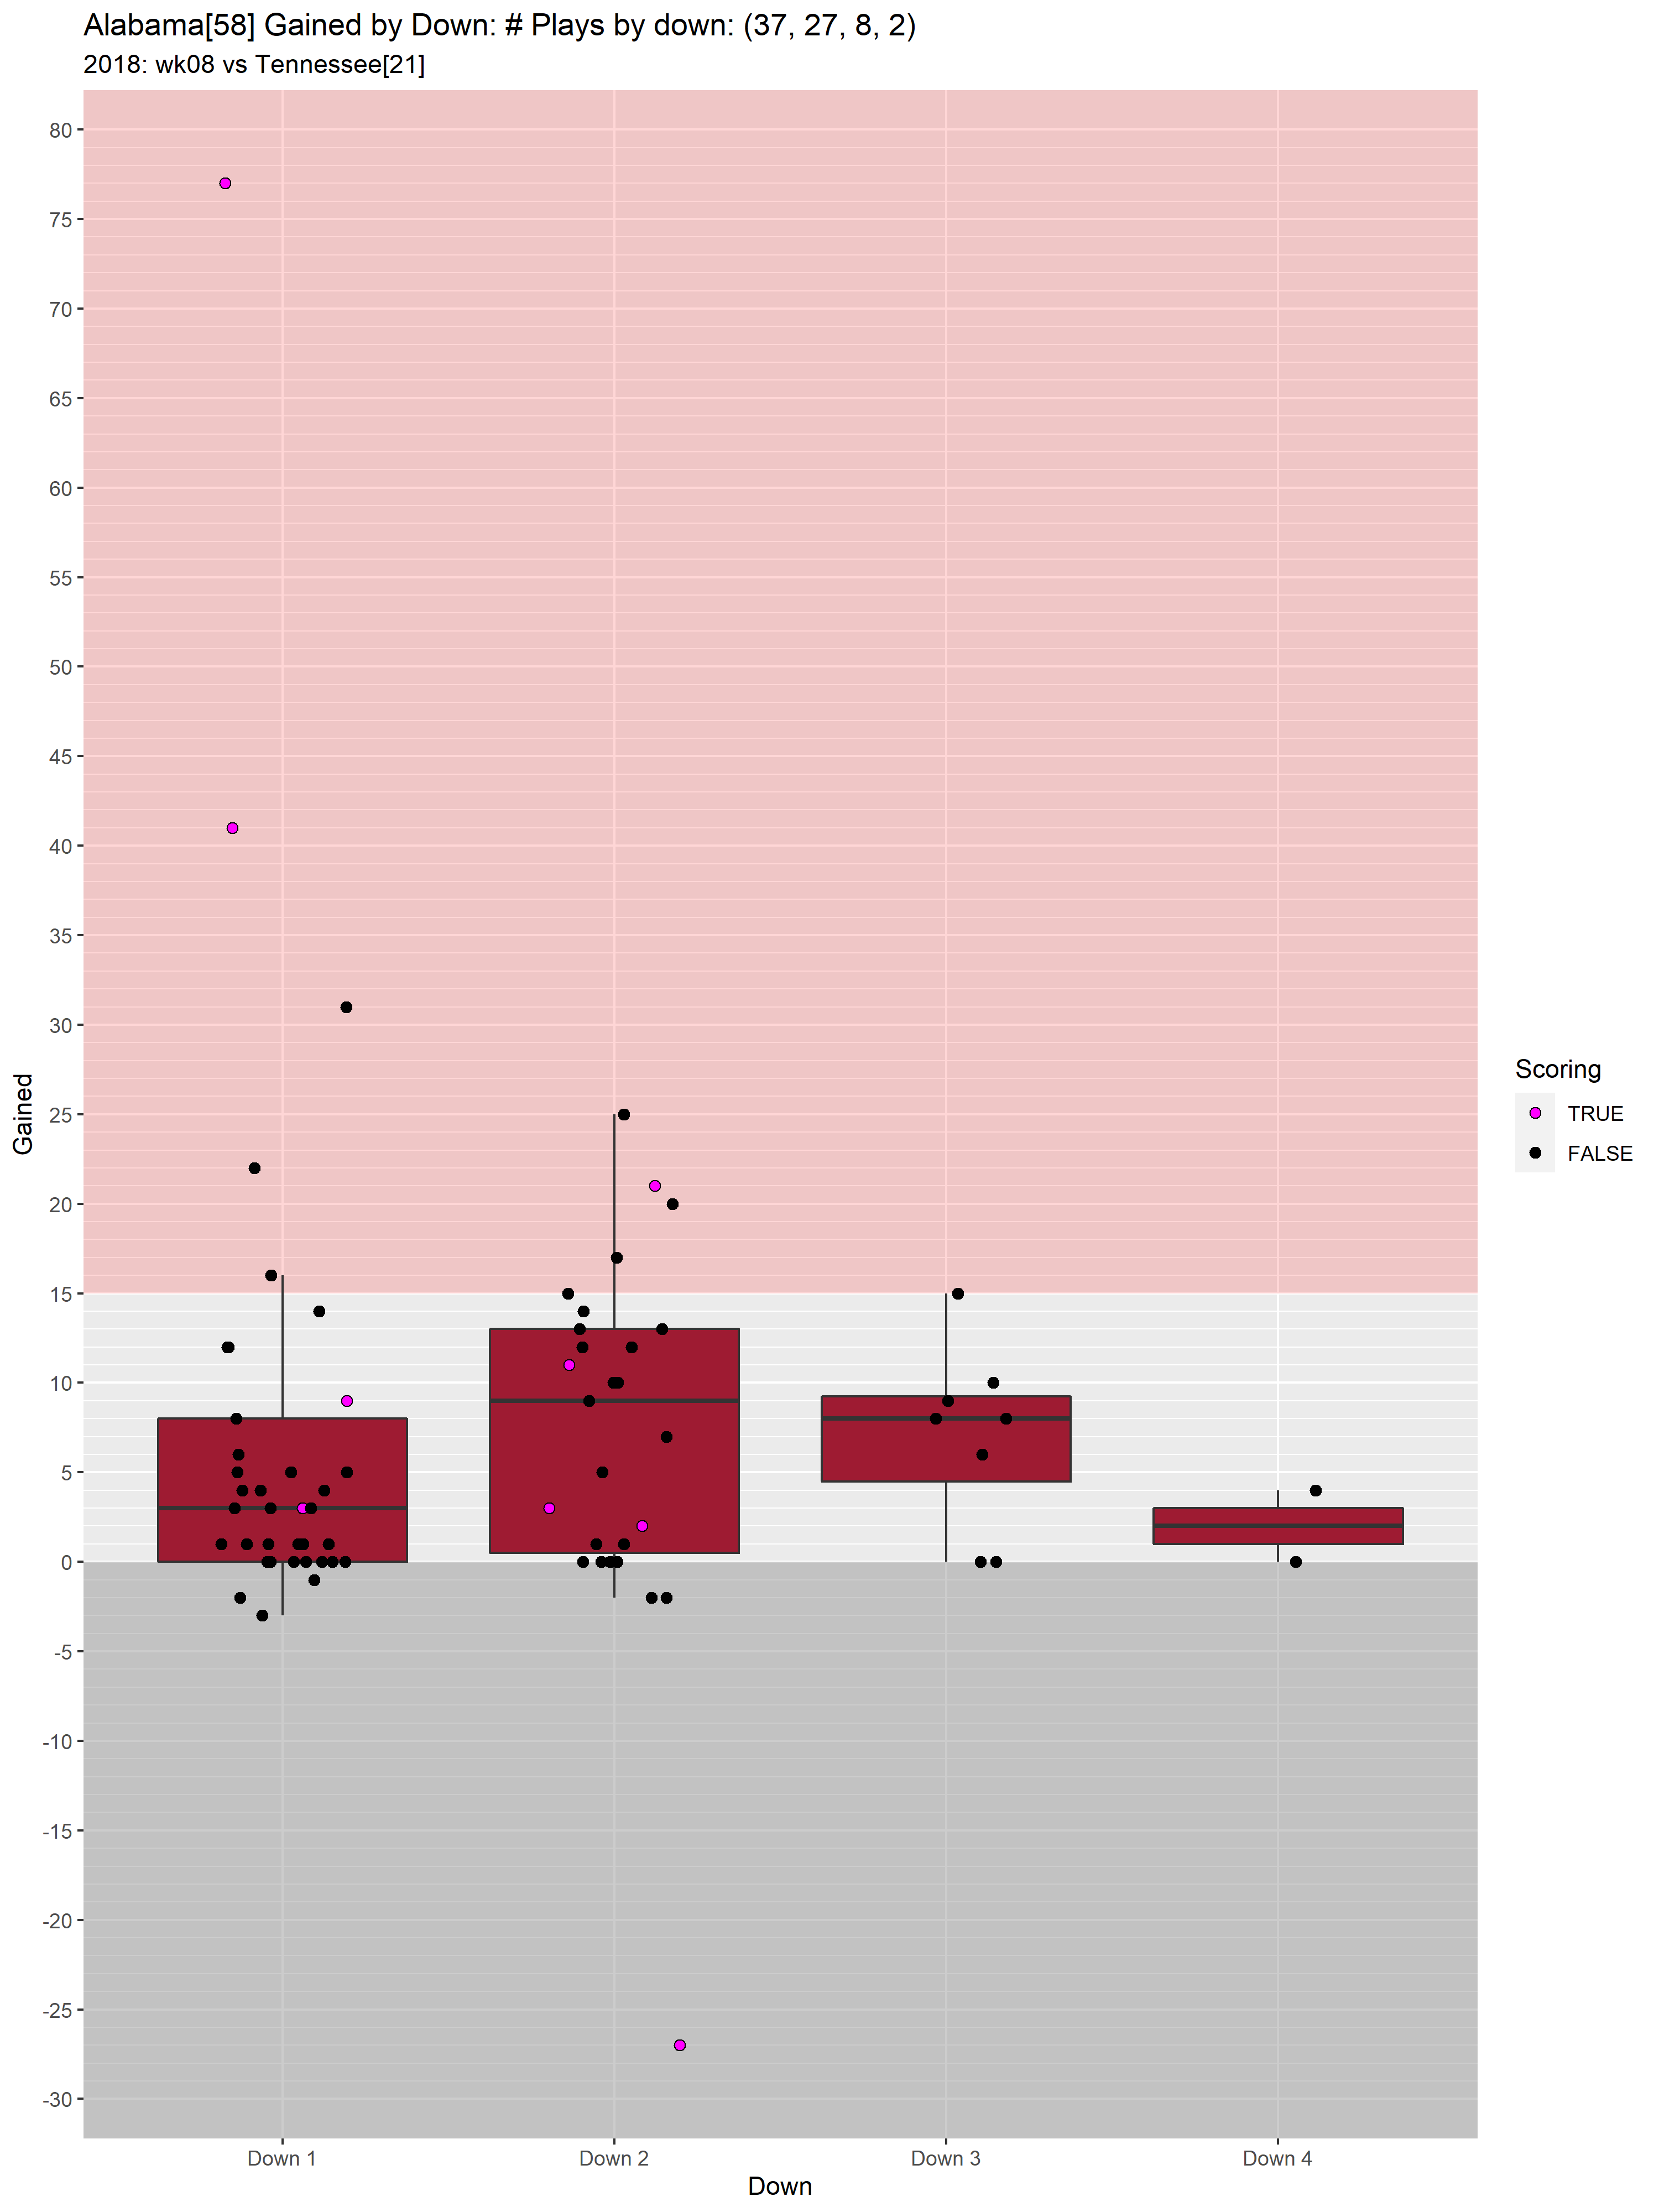 Alabama[58] Gained by Down: # Plays by down: (37, 27, 8, 2)
2018: wk08 vs Tennessee[21]
80
75
70
65
60
55
50
45
40
35
30
25
20
15
10
5
0
-5
-10
-15
-20
-25
-30
Gained
Down 1 Down 2 Down 3 Down 4
Down
Scoring
TRUE
FALSE